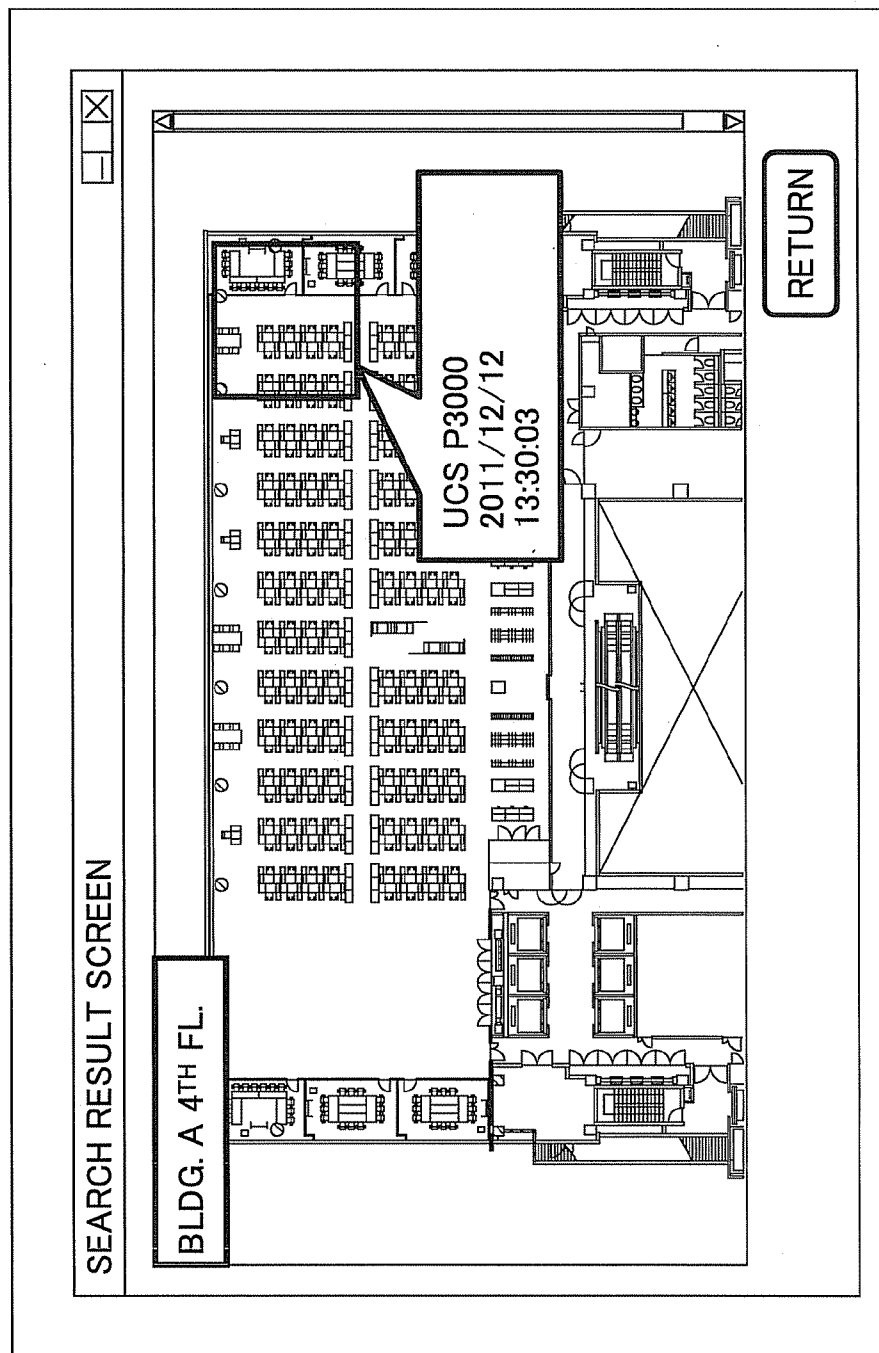 SEARCH RESULT SCREEN
BLDG. A 4TH FL.
UCS P3000
2011/12/12
13:30:03
RETURN